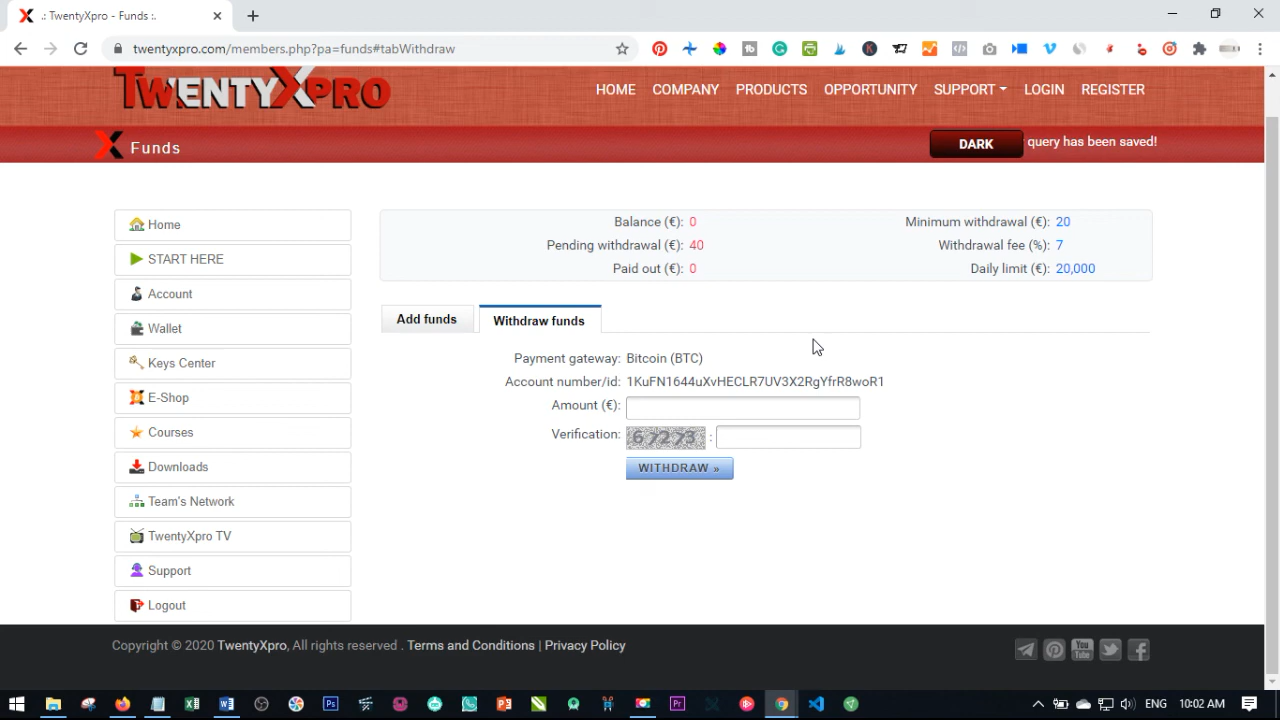 .: TwentyXpro - Funds :.
twentyxpro.com/members.php?pa=funds#tabWithdraw
TWENTYXPRO
HOME COMPANY PRODUCTS OPPORTUNITY SUPPORT LOGIN REGISTER
X Funds
DARK query has been saved!
Home
START HERE
Account
Wallet
Keys Center
E-Shop
Courses
Downloads
Team's Network
TwentyXpro TV
Support
Logout
Balance (€): 0 Minimum withdrawal (€): 20
Pending withdrawal (€): 40 Withdrawal fee (%): 7
Paid out (€): 0 Daily limit (€): 20,000
Add funds Withdraw funds
Payment gateway: Bitcoin (BTC)
Account number/id: 1KuFN1644uXvHECLR7UV3X2RgYfrR8woR1
Amount (€):
Verification: 67273 :
WITHDRAW »
Copyright © 2020 TwentyXpro, All rights reserved . Terms and Conditions | Privacy Policy
You Tube
ENG 10:02 AM